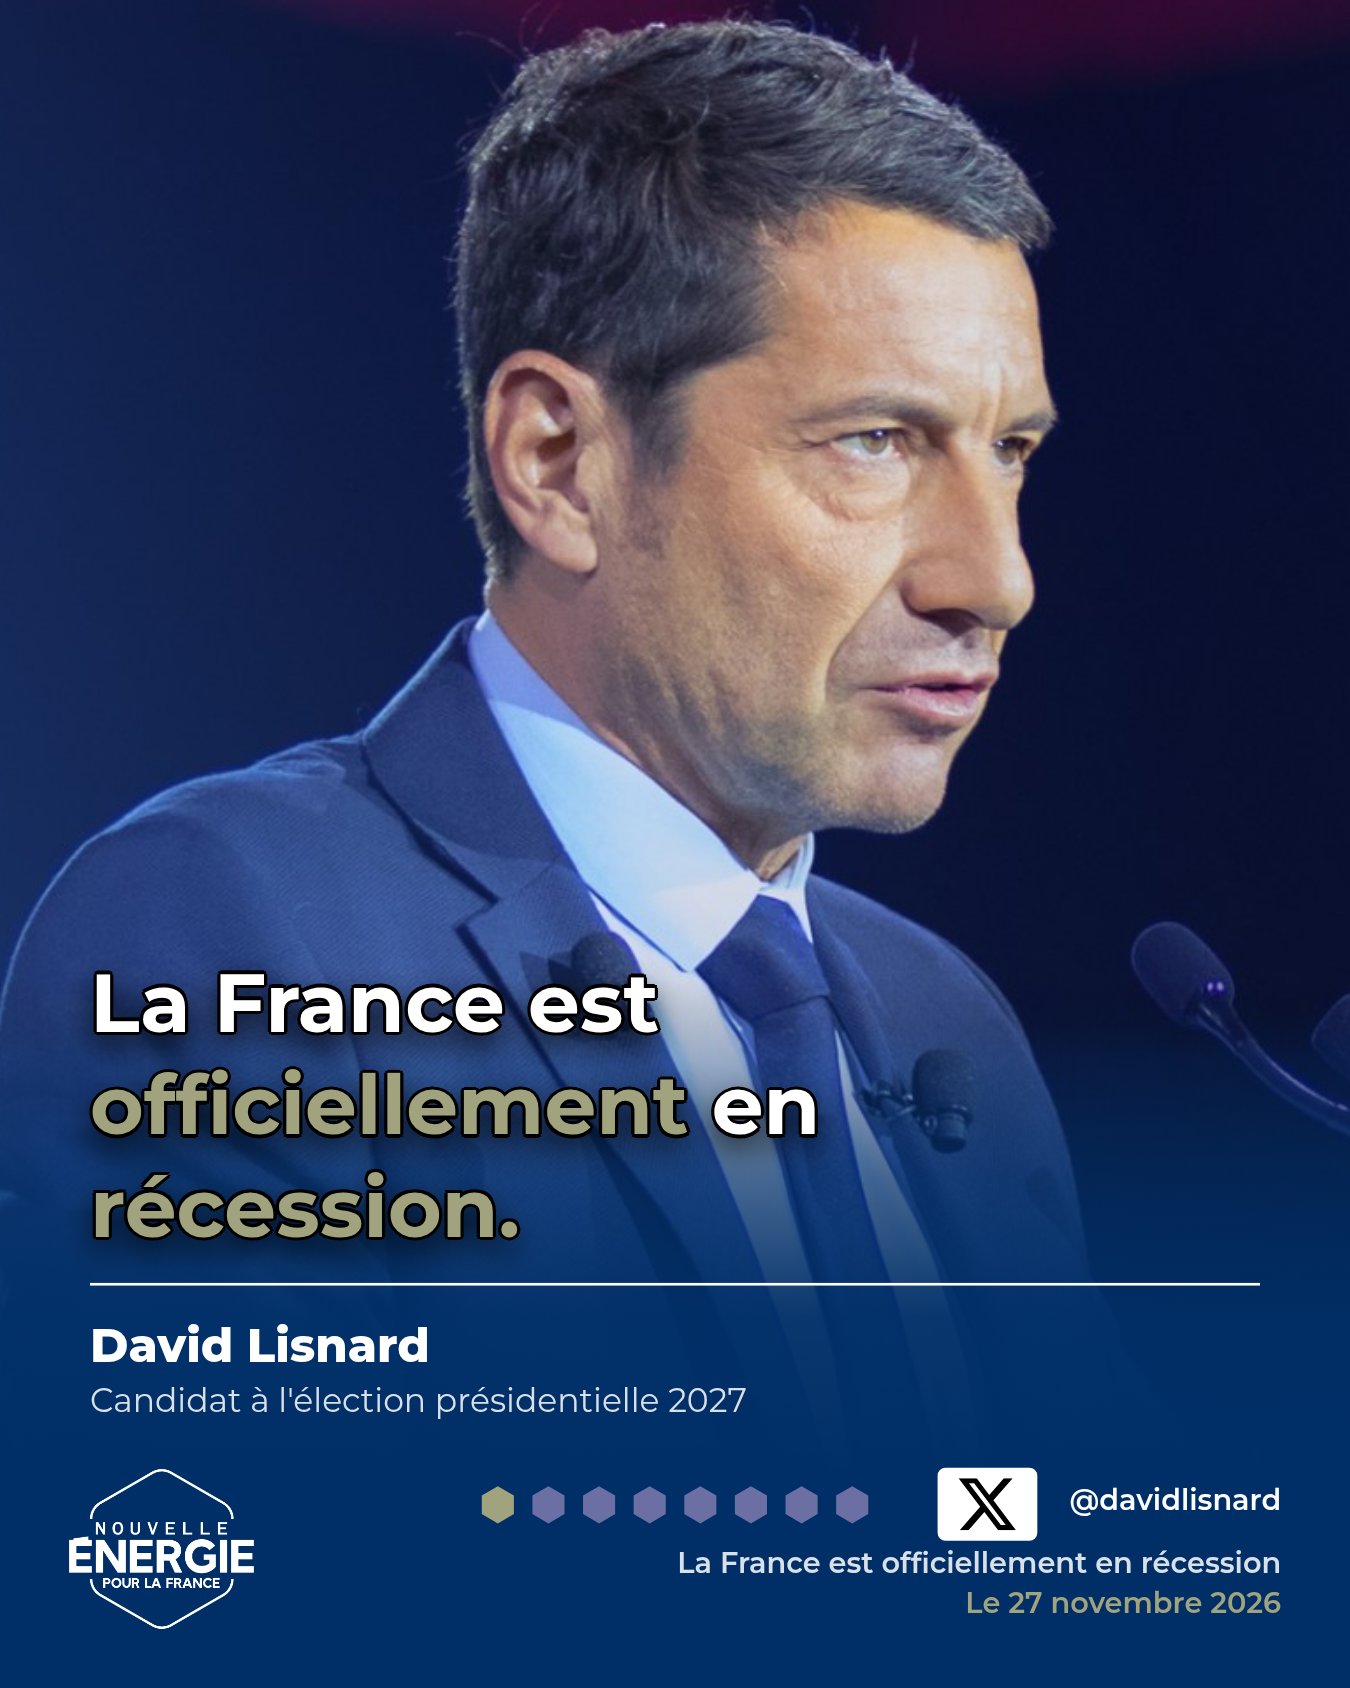 La France est
officiellement en
récession.
David Lisnard
Candidat à l'élection présidentielle 2027
NOUVELLE
ÉNERGIE
POUR LA FRANCE
X
@davidlisnard
La France est officiellement en récession
Le 27 novembre 2026